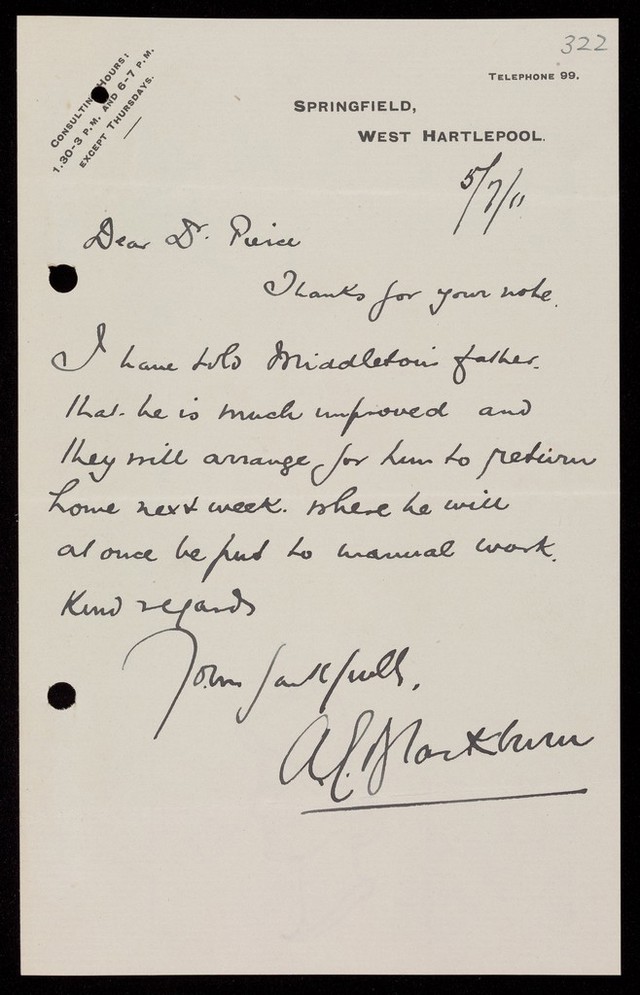 322
CONSULTING HOURS:
1.30-3 P.M. AND 6-7 P.M.
EXCEPT THURSDAYS.
TELEPHONE 99.
SPRINGFIELD,
WEST HARTLEPOOL.
5/7/11
Dear Dr. Pierce
Thanks for your note.
I have told Middleton's father.
that he is much improved and
they will arrange for him to return
home next week. where he will
at once be put to manual work.
Kind regards
Yours faithfully,
Blackburn